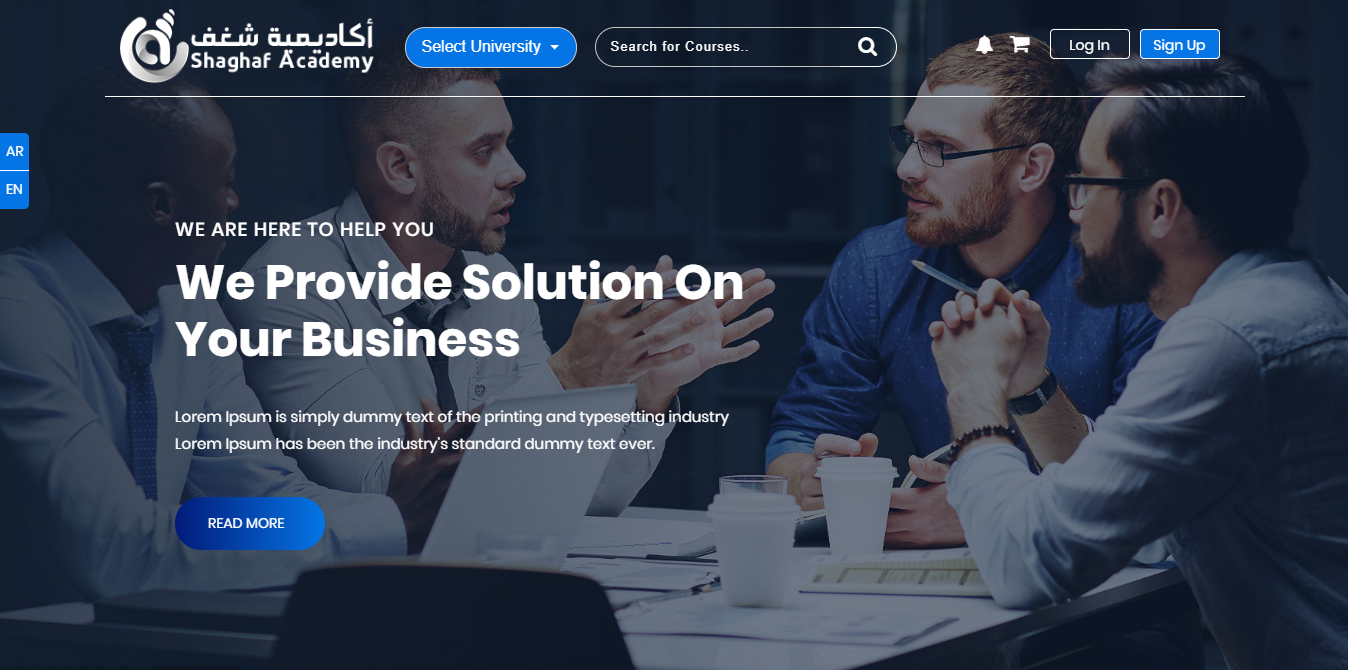 أكاديمية شغف
Shaghaf Academy
Select University
Search for Courses..
Log In
Sign Up
AR
EN
WE ARE HERE TO HELP YOU
We Provide Solution On
Your Business
Lorem Ipsum is simply dummy text of the printing and typesetting industry
Lorem Ipsum has been the industry's standard dummy text ever.
READ MORE